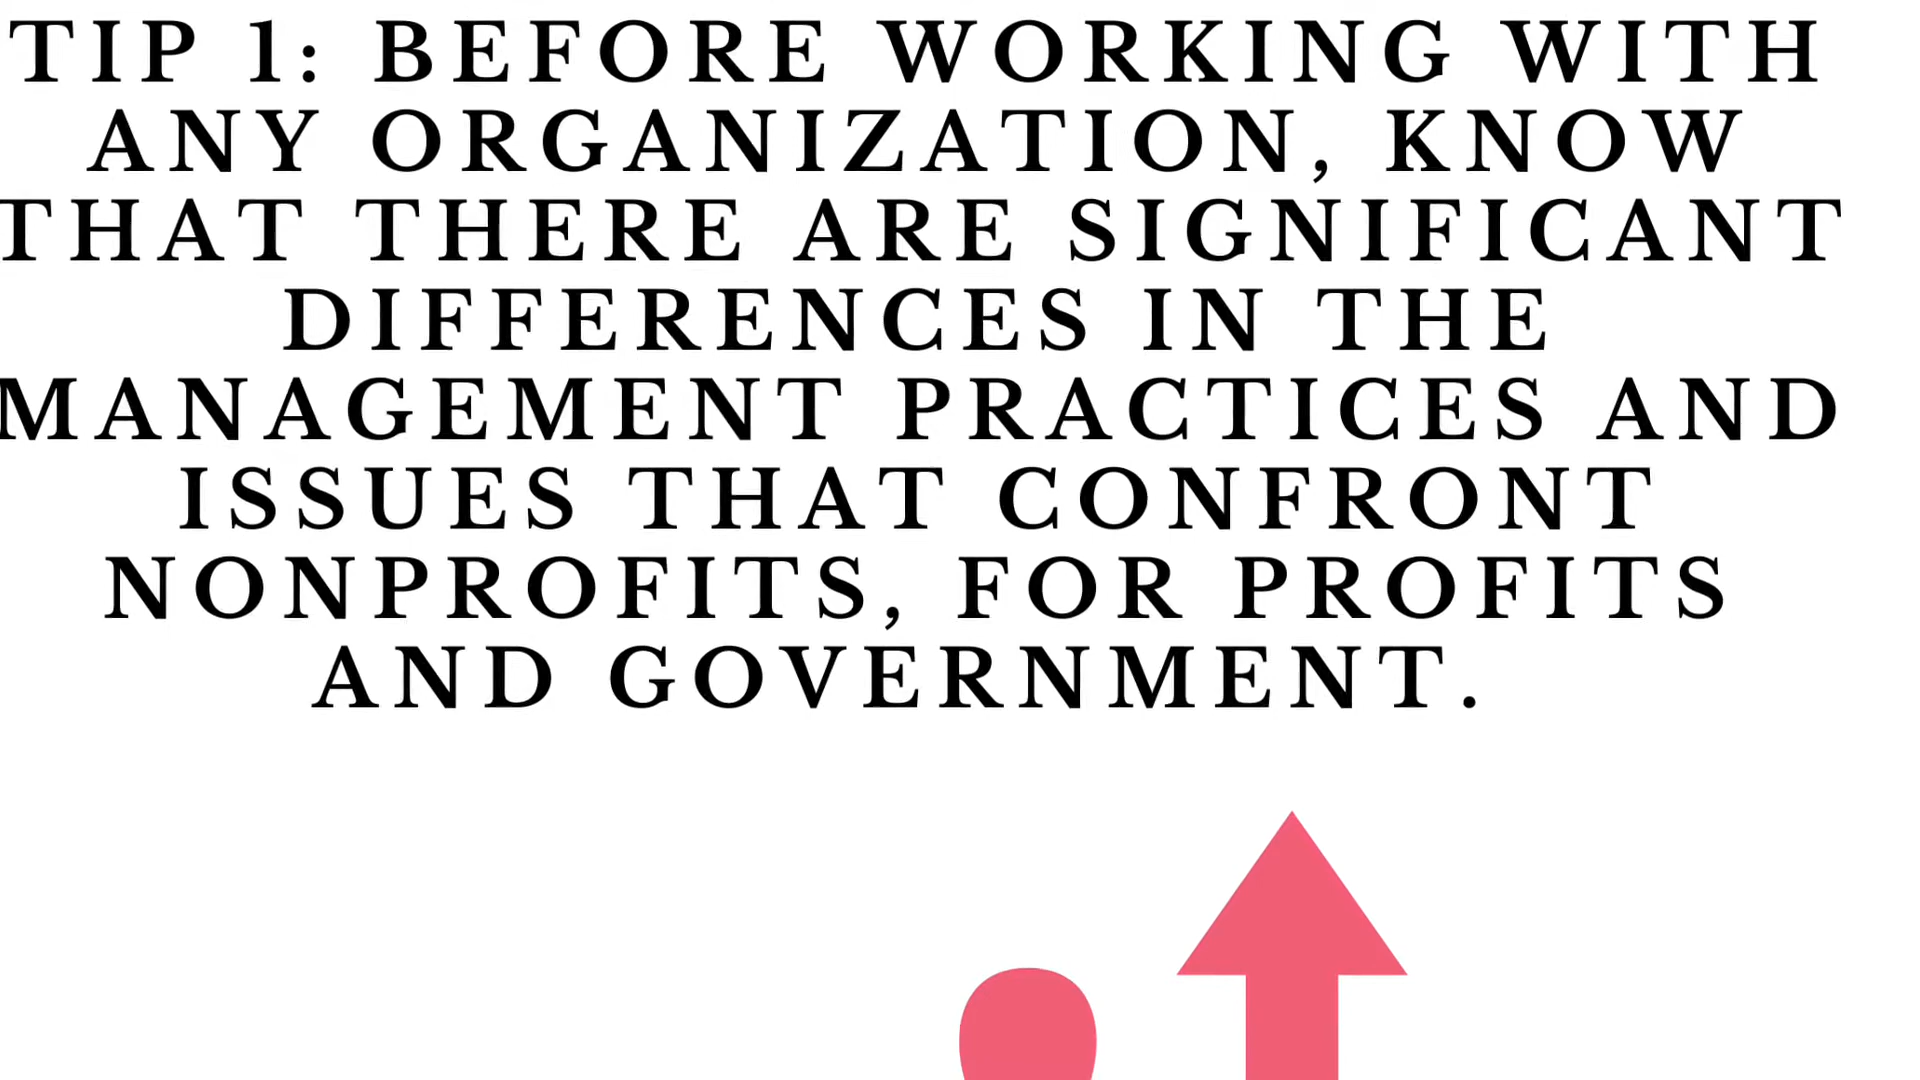 TIP 1: BEFORE WORKING WITH
ANY ORGANIZATION, KNOW
THAT THERE ARE SIGNIFICANT
DIFFERENCES IN THE
MANAGEMENT PRACTICES AND
ISSUES THAT CONFRONT
NONPROFITS, FOR PROFITS
AND GOVERNMENT.